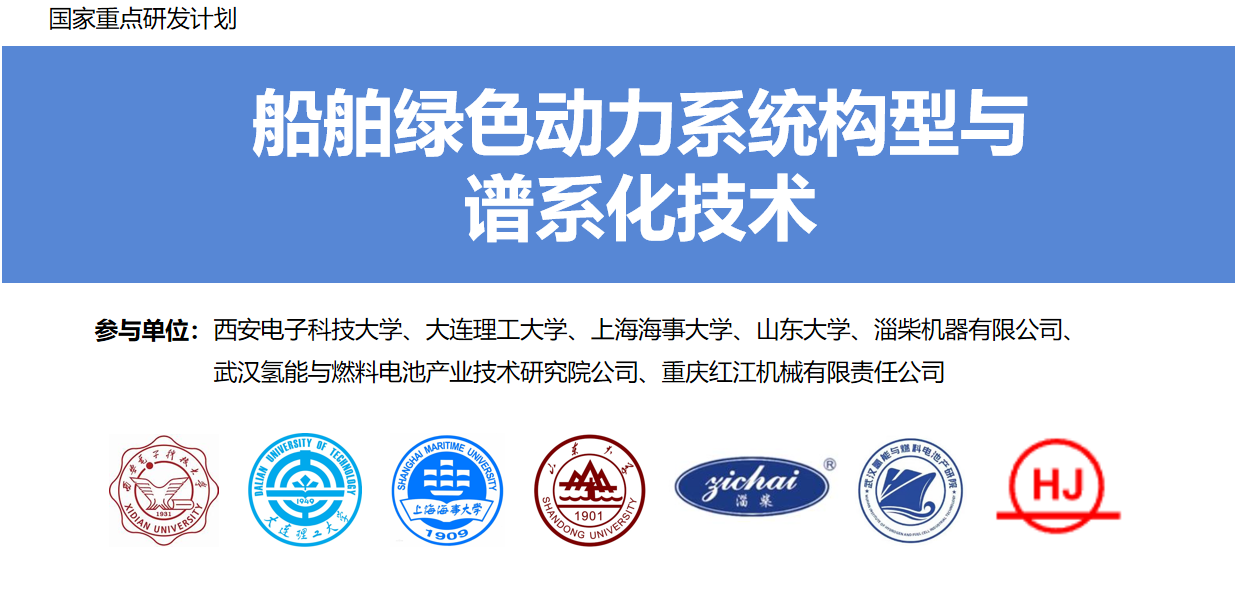 国家重点研发计划
船舶绿色动力系统构型与
谱系化技术
参与单位：西安电子科技大学、大连理工大学、上海海事大学、山东大学、淄柴机器有限公司、
武汉氢能与燃料电池产业技术研究院公司、重庆红江机械有限责任公司
西安电子科技大学
1931
XIDIAN UNIVERSITY
DALIAN UNIVERSITY OF TECHNOLOGY
1949
大连理工大学
SHANGHAI MARITIME UNIVERSITY
上海海事大学
1909
山东大学
1901
SHANDONG UNIVERSITY
zichai
®
淄柴
武汉氢能与燃料电池产研院
HJ